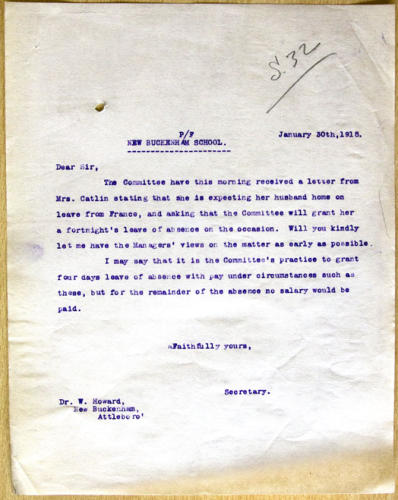 S. 32
P/F
NEW BUCKENHAM SCHOOL.
January 30th, 1918.
Dear Sir,
The Committee have this morning received a letter from
Mrs. Catlin stating that she is expecting her husband home on
leave from France, and asking that the Committee will grant her
a fortnight's leave of absence on the occasion. Will you kindly
let me have the Managers' views on the matter as early as possible.
I may say that it is the Committee's practice to grant
four days leave of absence with pay under circumstances such as
these, but for the remainder of the absence no salary would be
paid.
aFaithfully yours,
Secretary.
Dr. W. Howard,
New Buckenham,
Attleboro'